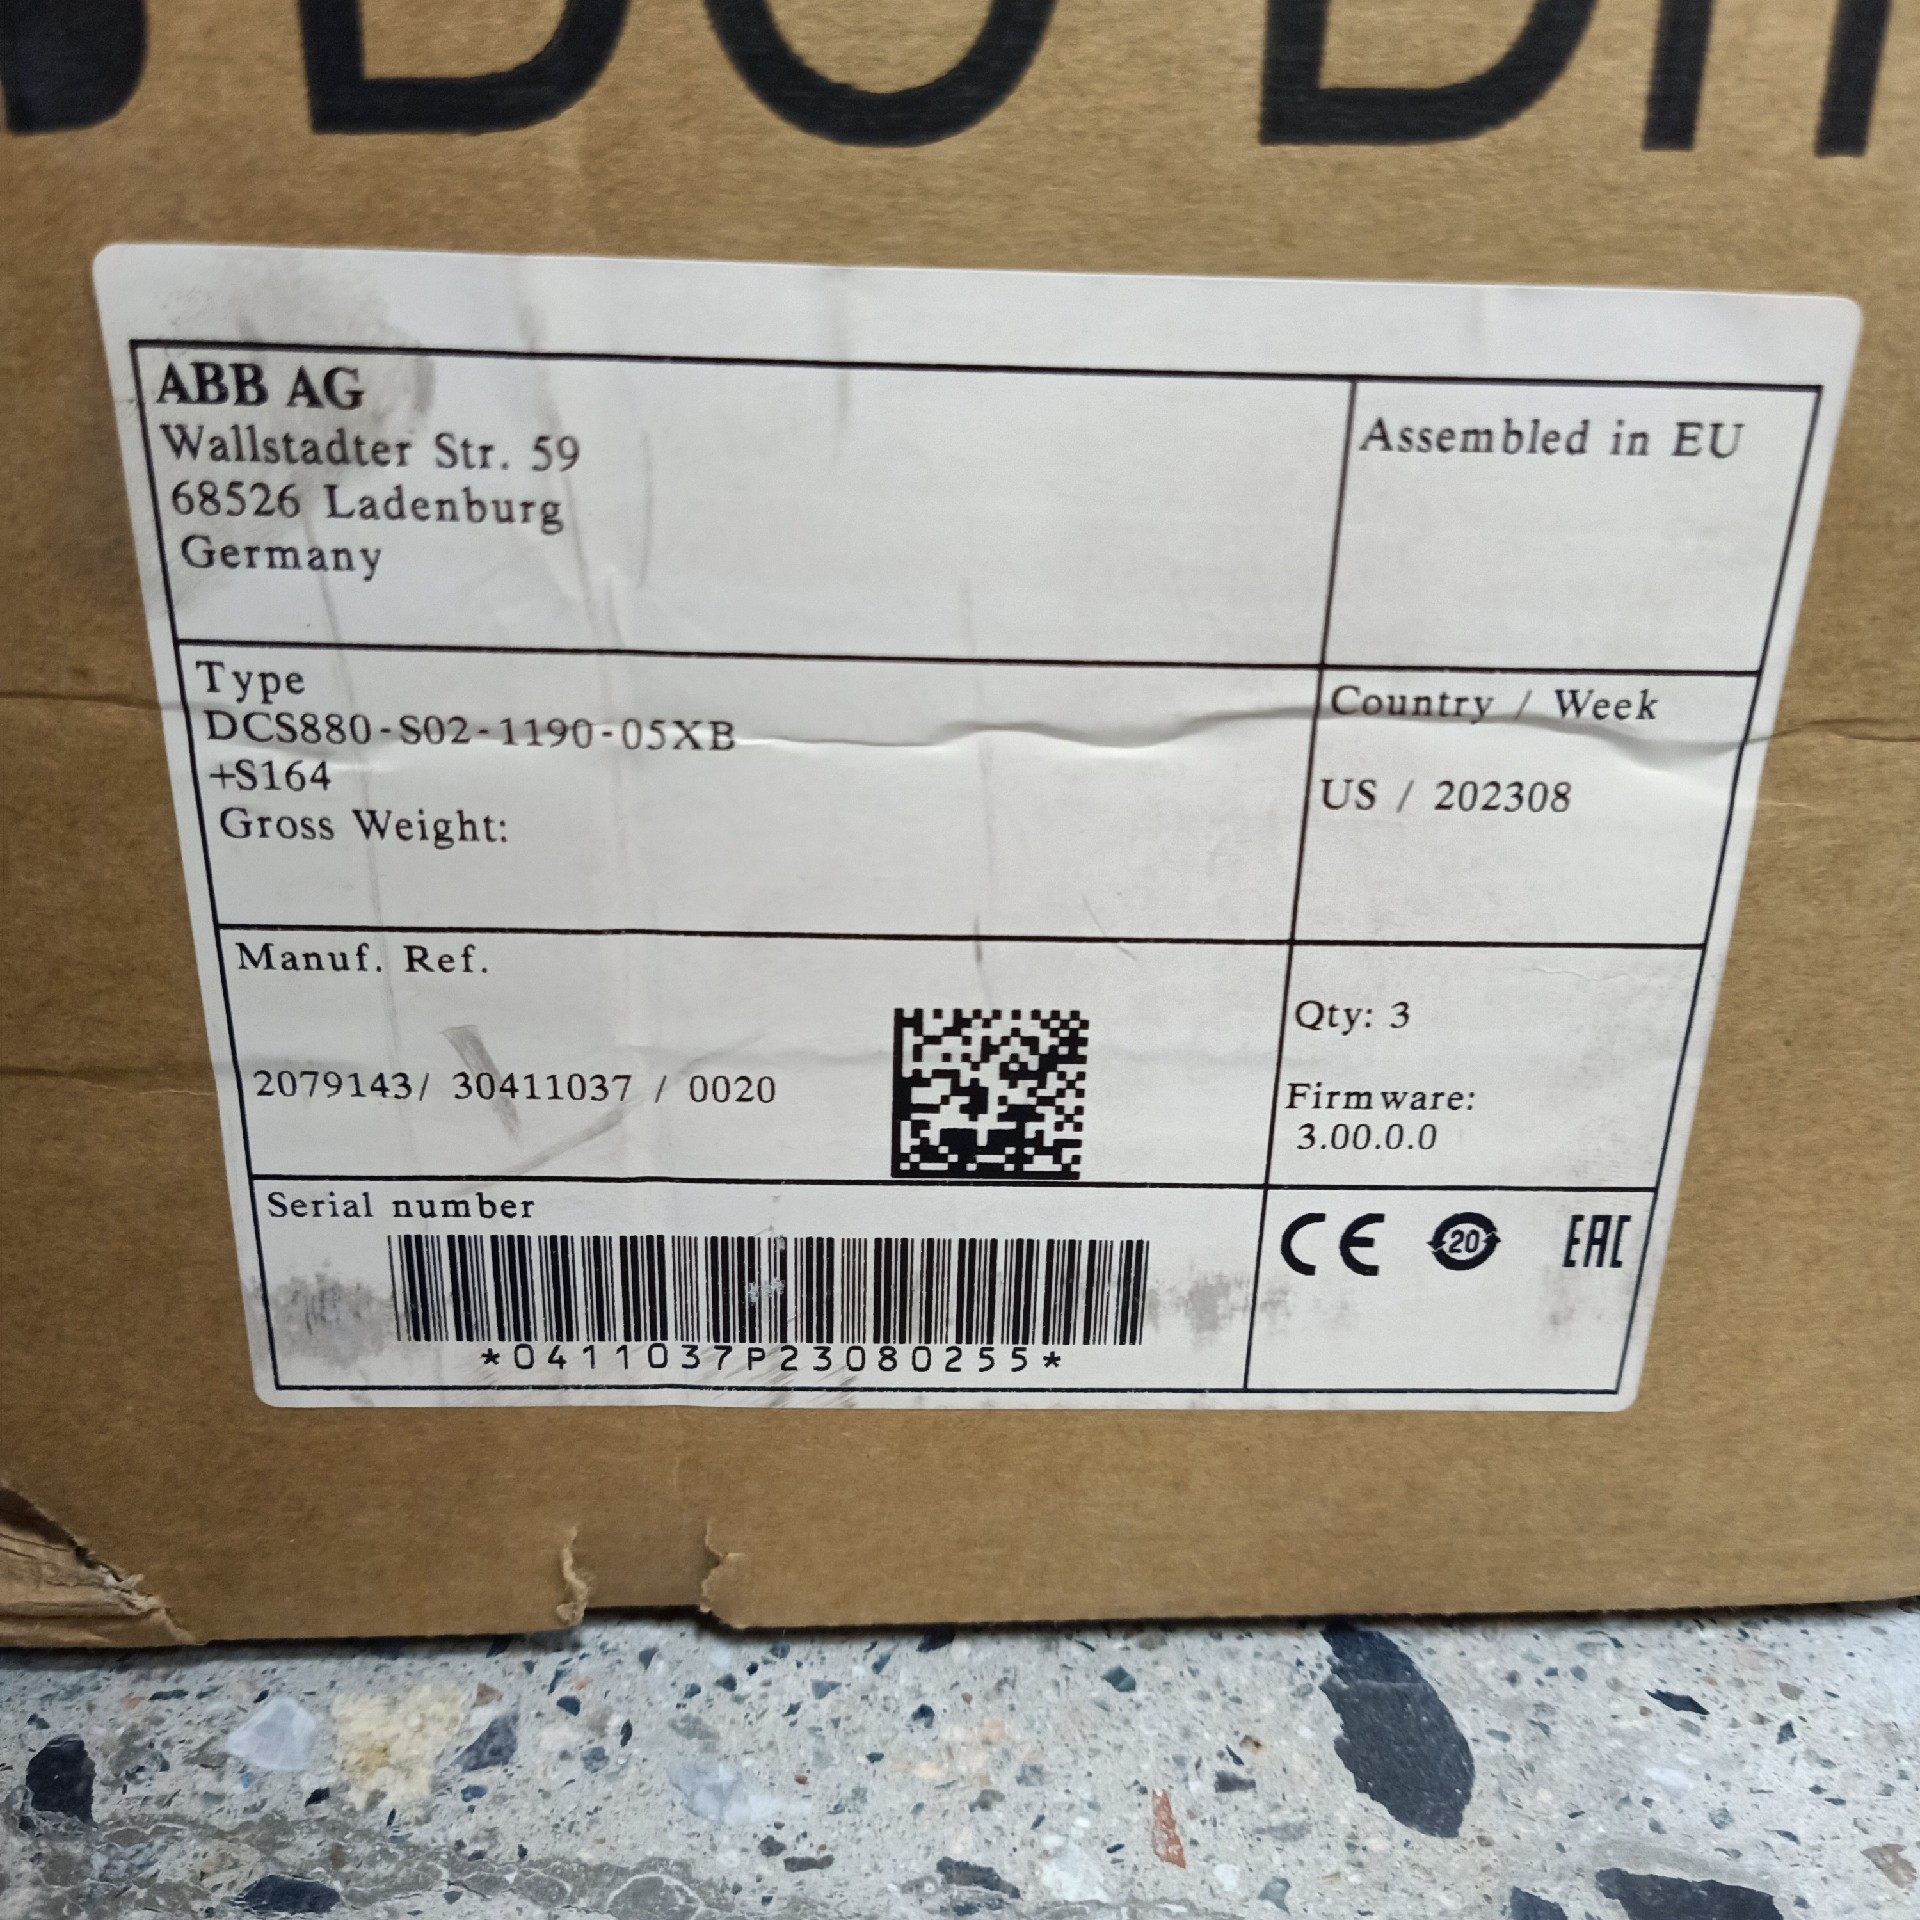 ABB AG
Wallstadter Str. 59
68526 Ladenburg
Germany
Assembled in EU
Type
DCS880-S02-1190-05XB
+S164
Gross Weight:
Country / Week
US / 202308
Manuf. Ref.
2079143/ 30411037 / 0020
Qty: 3
Firmware:
3.00.0.0
Serial number
*0411037P23080255*
CE 20 EAC